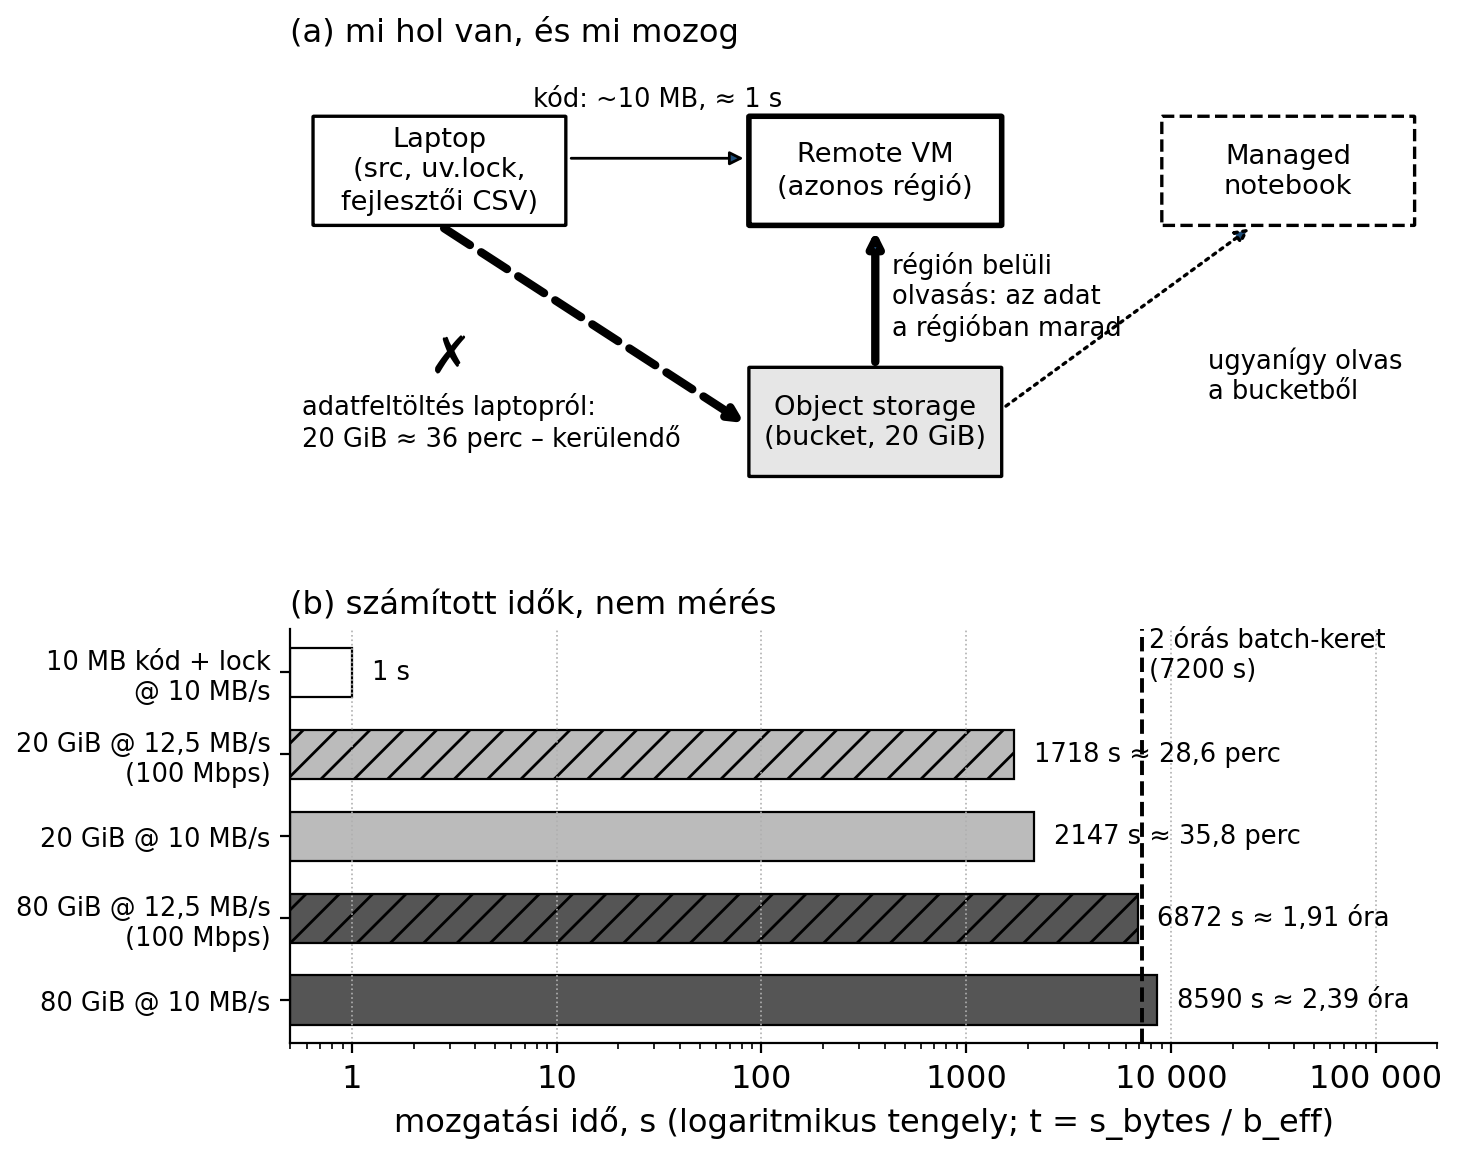 (a) mi hol van, és mi mozog
kód: ~10 MB, ≈ 1 s
Laptop
(src, uv.lock,
fejlesztői CSV)
Remote VM
(azonos régió)
Managed
notebook
régión belüli
olvasás: az adat
a régióban marad
✗
adatfeltöltés laptopról:
20 GiB ≈ 36 perc – kerülendő
Object storage
(bucket, 20 GiB)
ugyanígy olvas
a bucketből
(b) számított idők, nem mérés
2 órás batch-keret
(7200 s)
10 MB kód + lock
@ 10 MB/s
1 s
20 GiB @ 12,5 MB/s
(100 Mbps)
1718 s ≈ 28,6 perc
20 GiB @ 10 MB/s
2147 s ≈ 35,8 perc
80 GiB @ 12,5 MB/s
(100 Mbps)
6872 s ≈ 1,91 óra
80 GiB @ 10 MB/s
8590 s ≈ 2,39 óra
1 10 100 1000 10 000 100 000
mozgatási idő, s (logaritmikus tengely; t = s_bytes / b_eff)